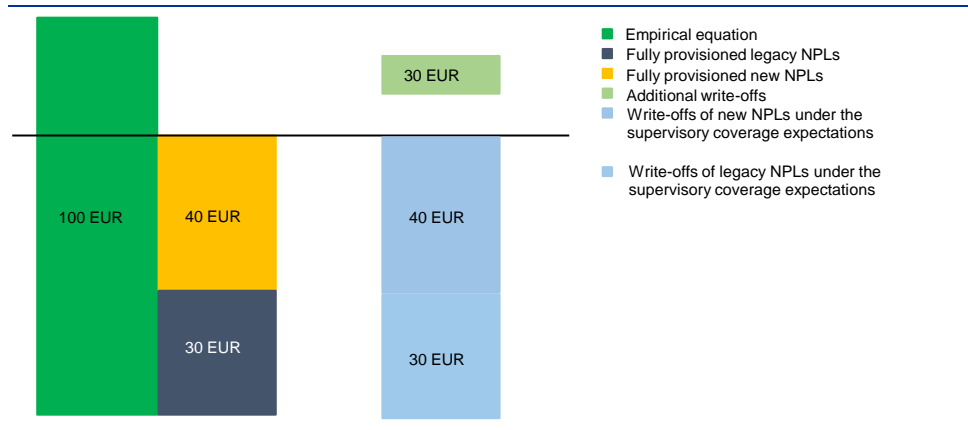 30 EUR
100 EUR
40 EUR
40 EUR
30 EUR
30 EUR
Empirical equation
Fully provisioned legacy NPLs
Fully provisioned new NPLs
Additional write-offs
Write-offs of new NPLs under the
supervisory coverage expectations
Write-offs of legacy NPLs under the
supervisory coverage expectations